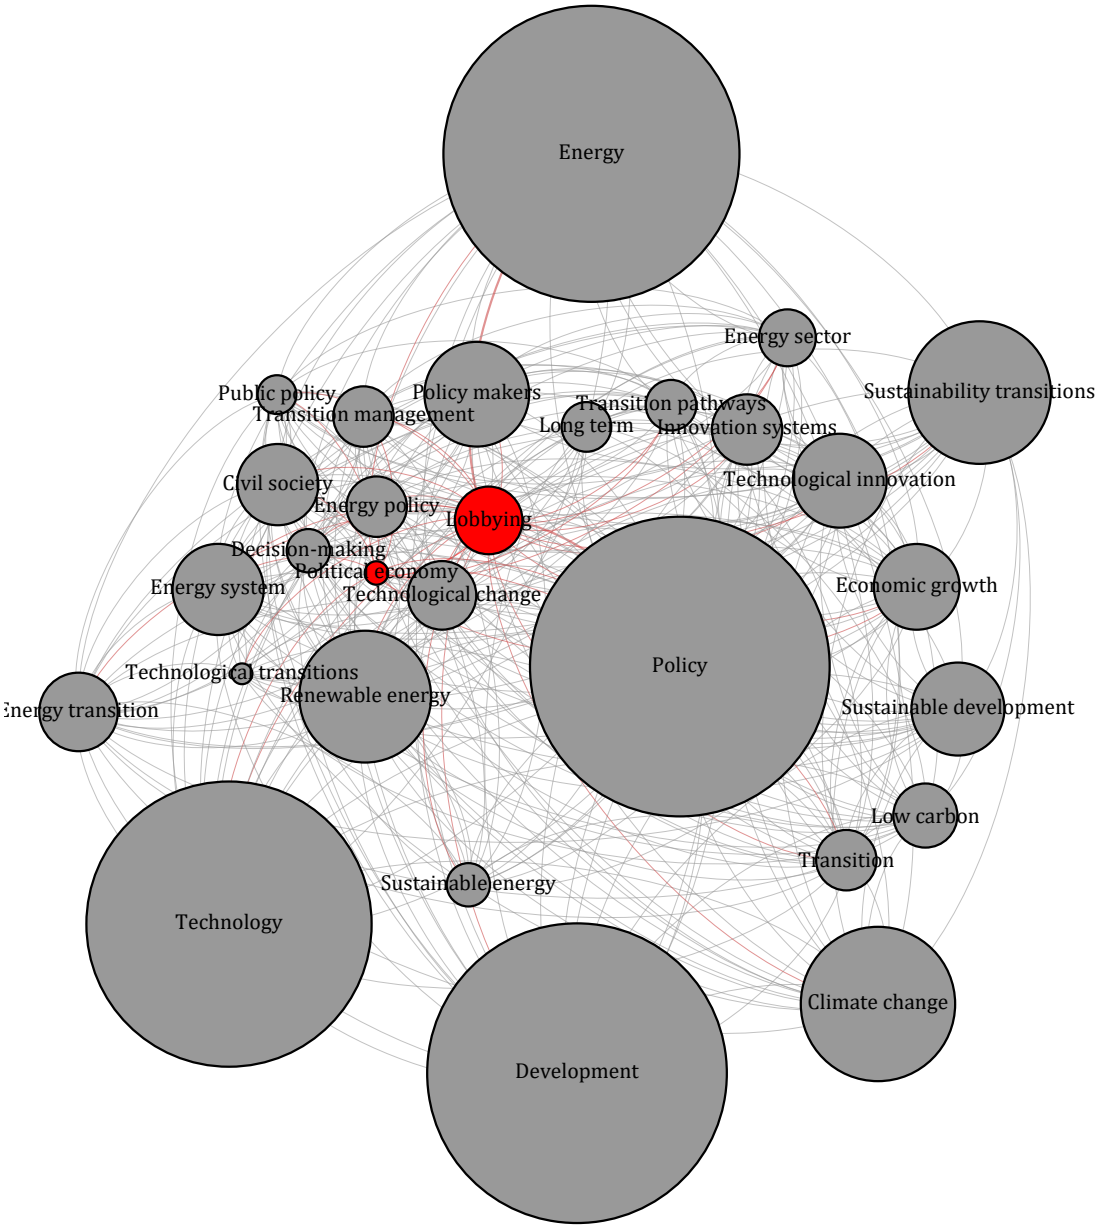 Energy
Energy sector
Sustainability transitions
Public policy
Policy makers
Transition pathways
Transition management
Long term
Innovation systems
Technological innovation
Civil society
Energy policy
Lobbying
Decision-making
Political economy
Energy system
Technological change
Economic growth
Policy
Technological transitions
Renewable energy
Energy transition
Sustainable development
Low carbon
Transition
Sustainable energy
Technology
Climate change
Development